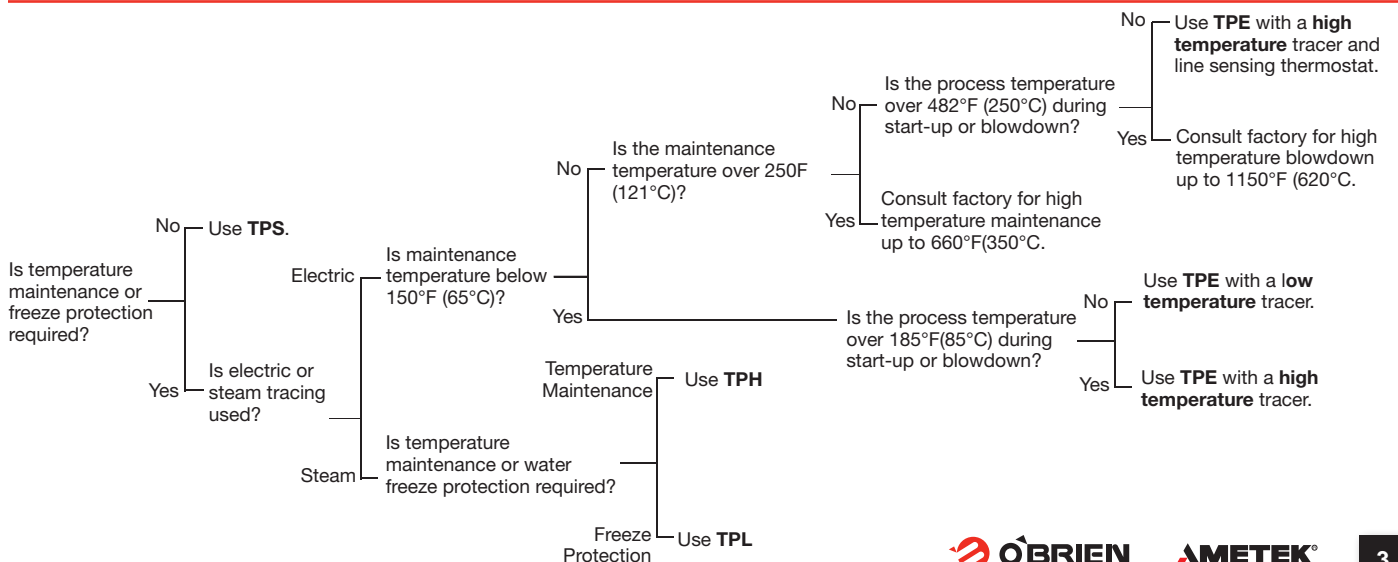 No
Use TPE with a high
temperature tracer and
line sensing thermostat.
Is the process temperature
over 482°F (250°C) during
start-up or blowdown?
No
Yes
Consult factory for high
temperature blowdown
up to 1150°F (620°C.
Is the maintenance
temperature over 250F
(121°C)?
No
Yes
Consult factory for high
temperature maintenance
up to 660°F(350°C.
No
Use TPS.
Is temperature
maintenance or
freeze protection
required?
Electric
Is maintenance
temperature below
150°F (65°C)?
Yes
Is the process temperature
over 185°F(85°C) during
start-up or blowdown?
No
Use TPE with a low
temperature tracer.
Yes
Use TPE with a high
temperature tracer.
Yes
Is electric or
steam tracing
used?
Temperature
Maintenance
Use TPH
Steam
Is temperature
maintenance or water
freeze protection required?
Freeze
Protection
Use TPL
O'BRIEN
AMETEK®
3